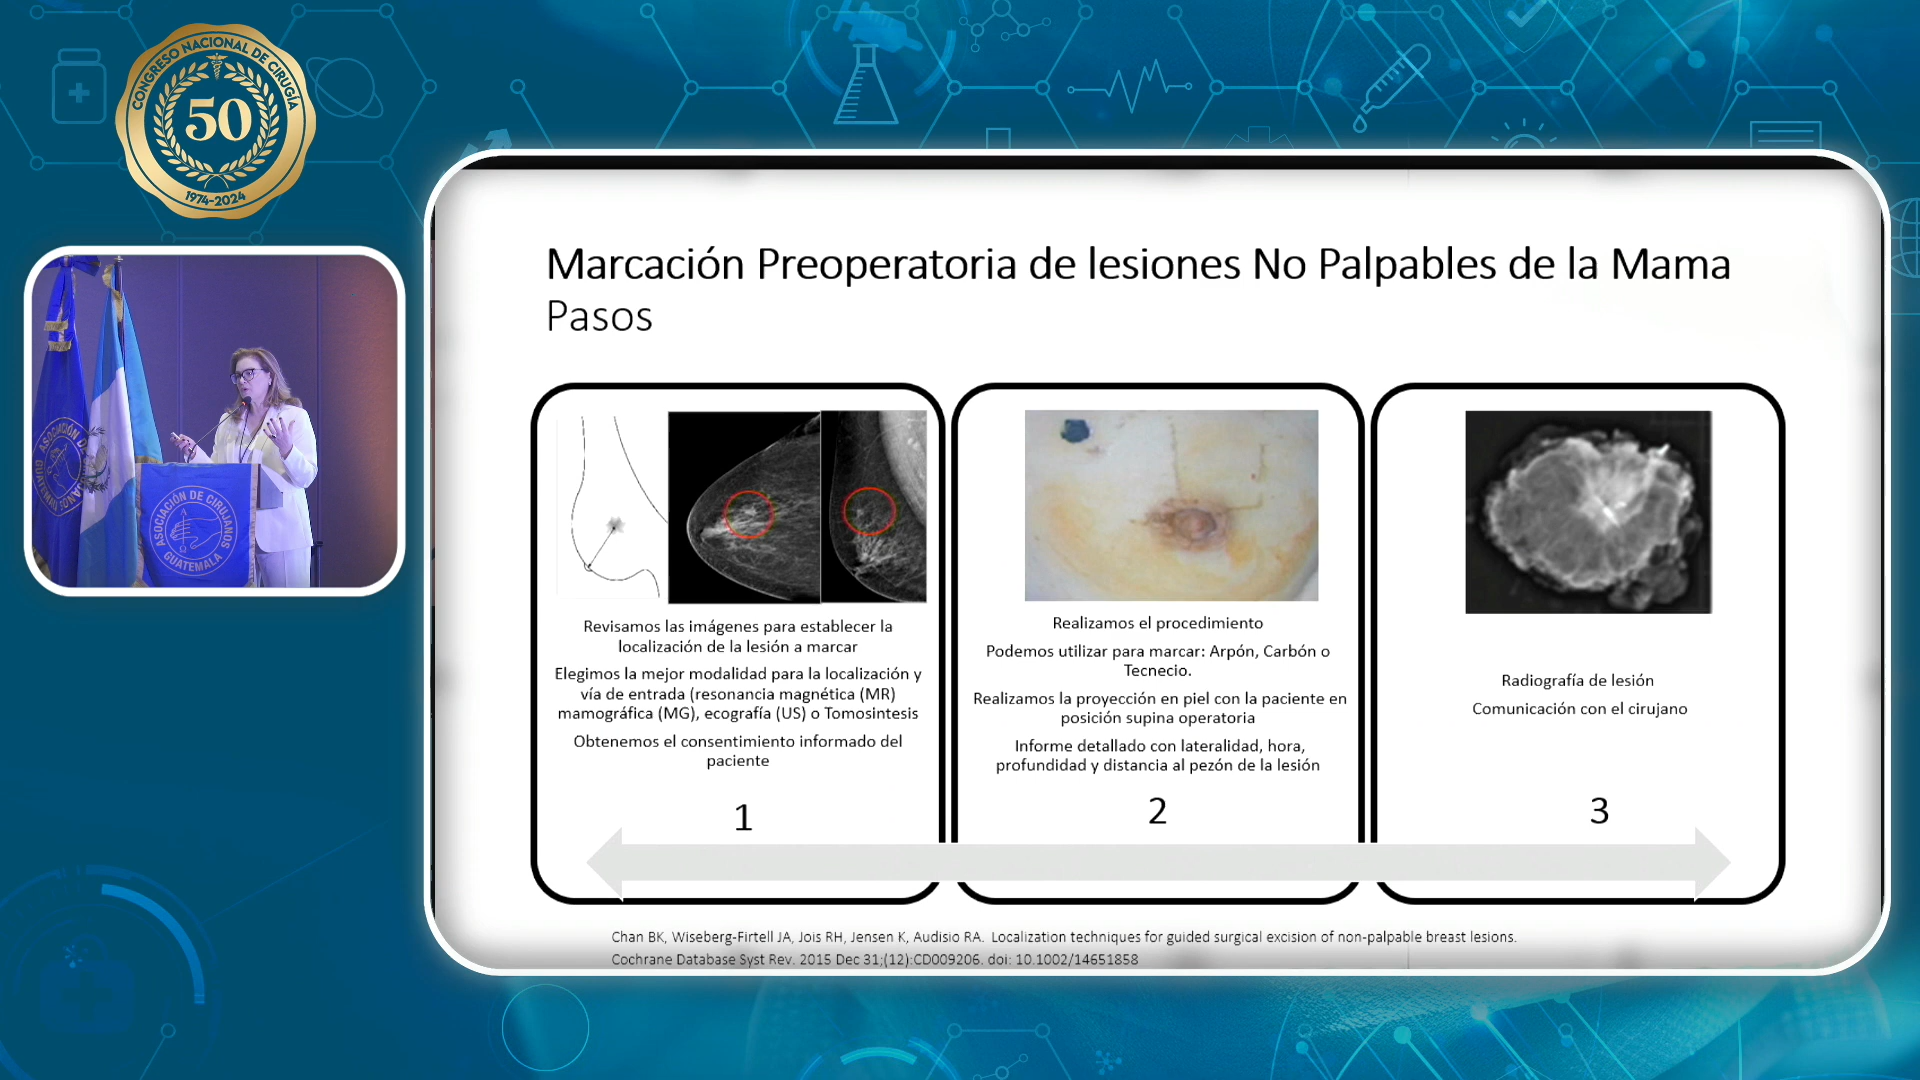 CONGRESO NACIONAL DE CIRUGÍA
50
1974-2024
ASOCIACIÓN DE CIRUJANOS
GUATEMALA
Marcación Preoperatoria de lesiones No Palpables de la Mama
Pasos
Revisamos las imágenes para establecer la
localización de la lesión a marcar
Elegimos la mejor modalidad para la localización y
vía de entrada (resonancia magnética (MR)
mamográfica (MG), ecografía (US) o Tomosintesis
Obtenemos el consentimiento informado del
paciente
1
Realizamos el procedimiento
Podemos utilizar para marcar: Arpón, Carbón o
Tecnecio.
Realizamos la proyección en piel con la paciente en
posición supina operatoria
Informe detallado con lateralidad, hora,
profundidad y distancia al pezón de la lesión
2
Radiografía de lesión
Comunicación con el cirujano
3
Chan BK, Wiseberg-Firtell JA, Jois RH, Jensen K, Audisio RA. Localization techniques for guided surgical excision of non-palpable breast lesions.
Cochrane Database Syst Rev. 2015 Dec 31;(12):CD009206. doi: 10.1002/14651858